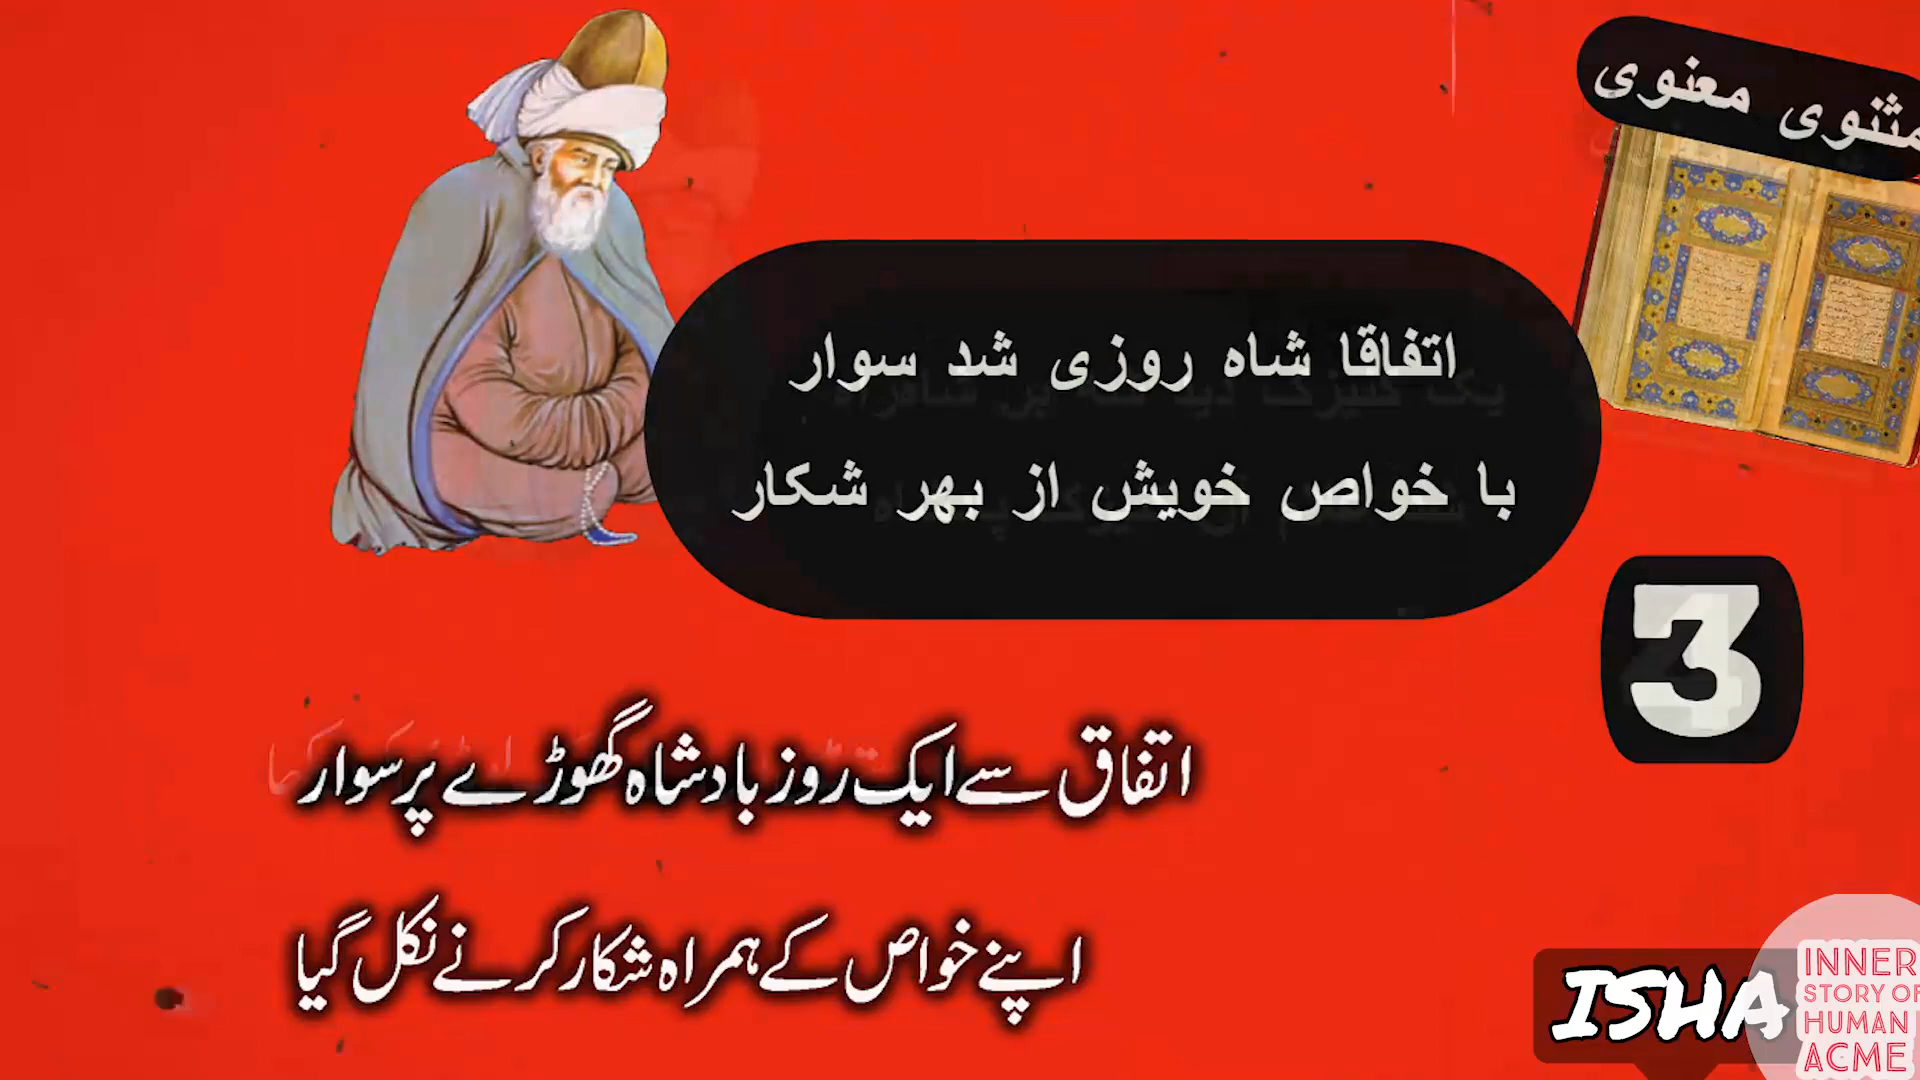 مثنوی معنوی
اتفاقا شاه روزی شد سوار
با خواص خویش از بهر شکار
3
اتفاق سے ایک روز بادشاہ گھوڑے پر سوار
اپنے خواص کے ہمراہ شکار کرنے نکل گیا
ISHA
INNER
STORY OF
HUMAN
ACME